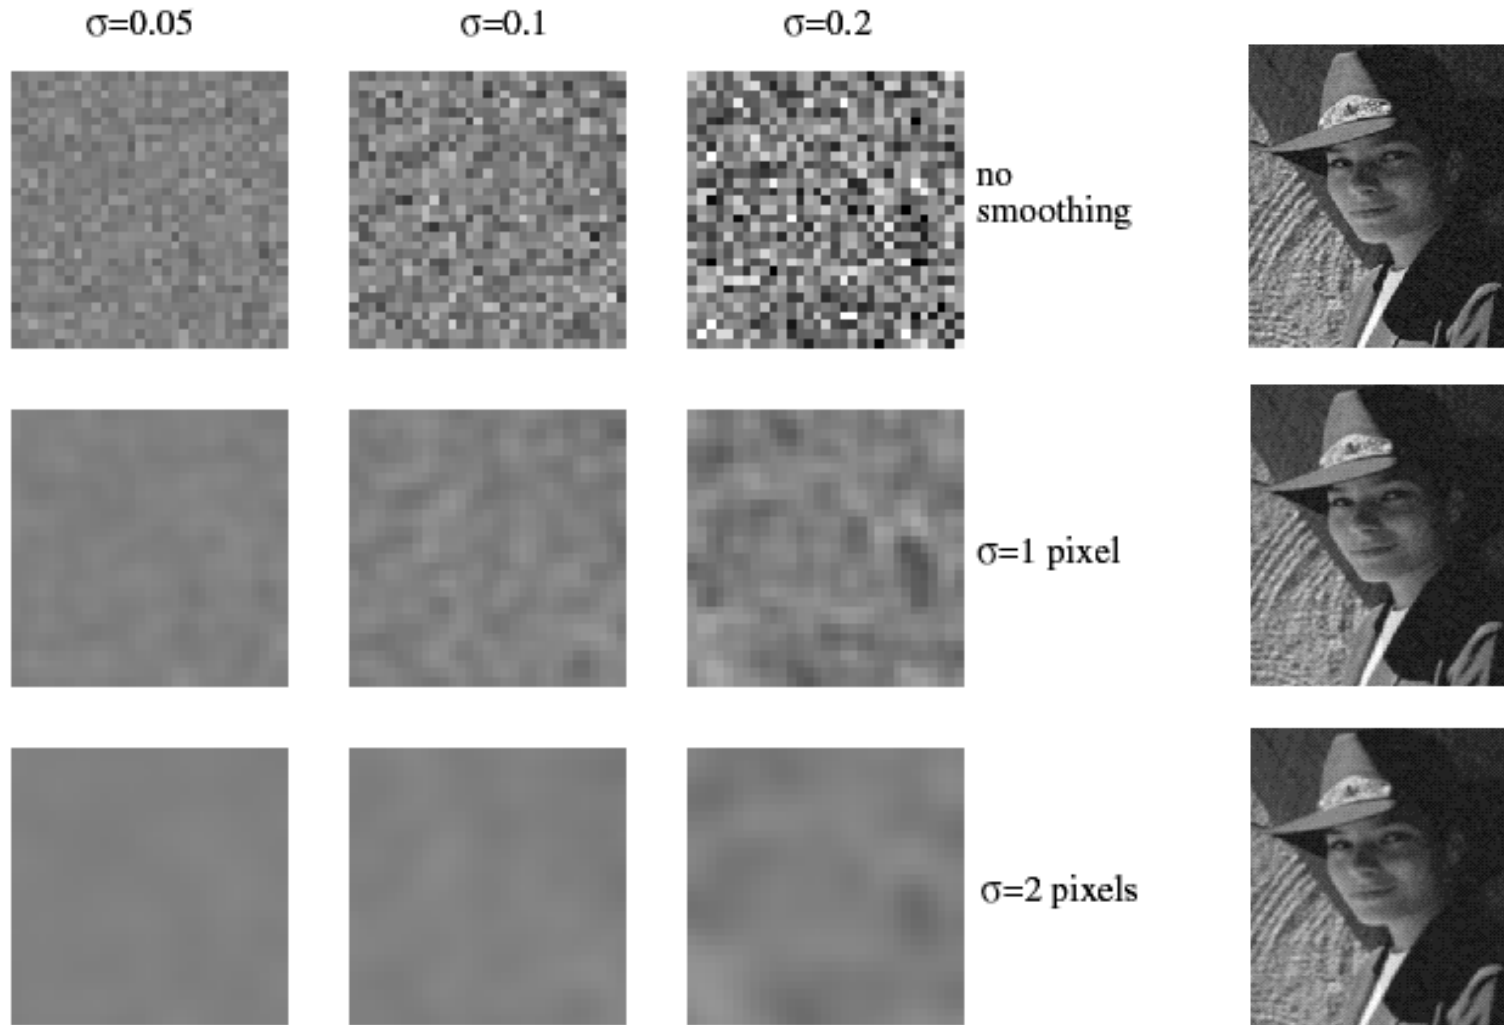 σ=0.05
σ=0.1
σ=0.2
no
smoothing
σ=1 pixel
σ=2 pixels